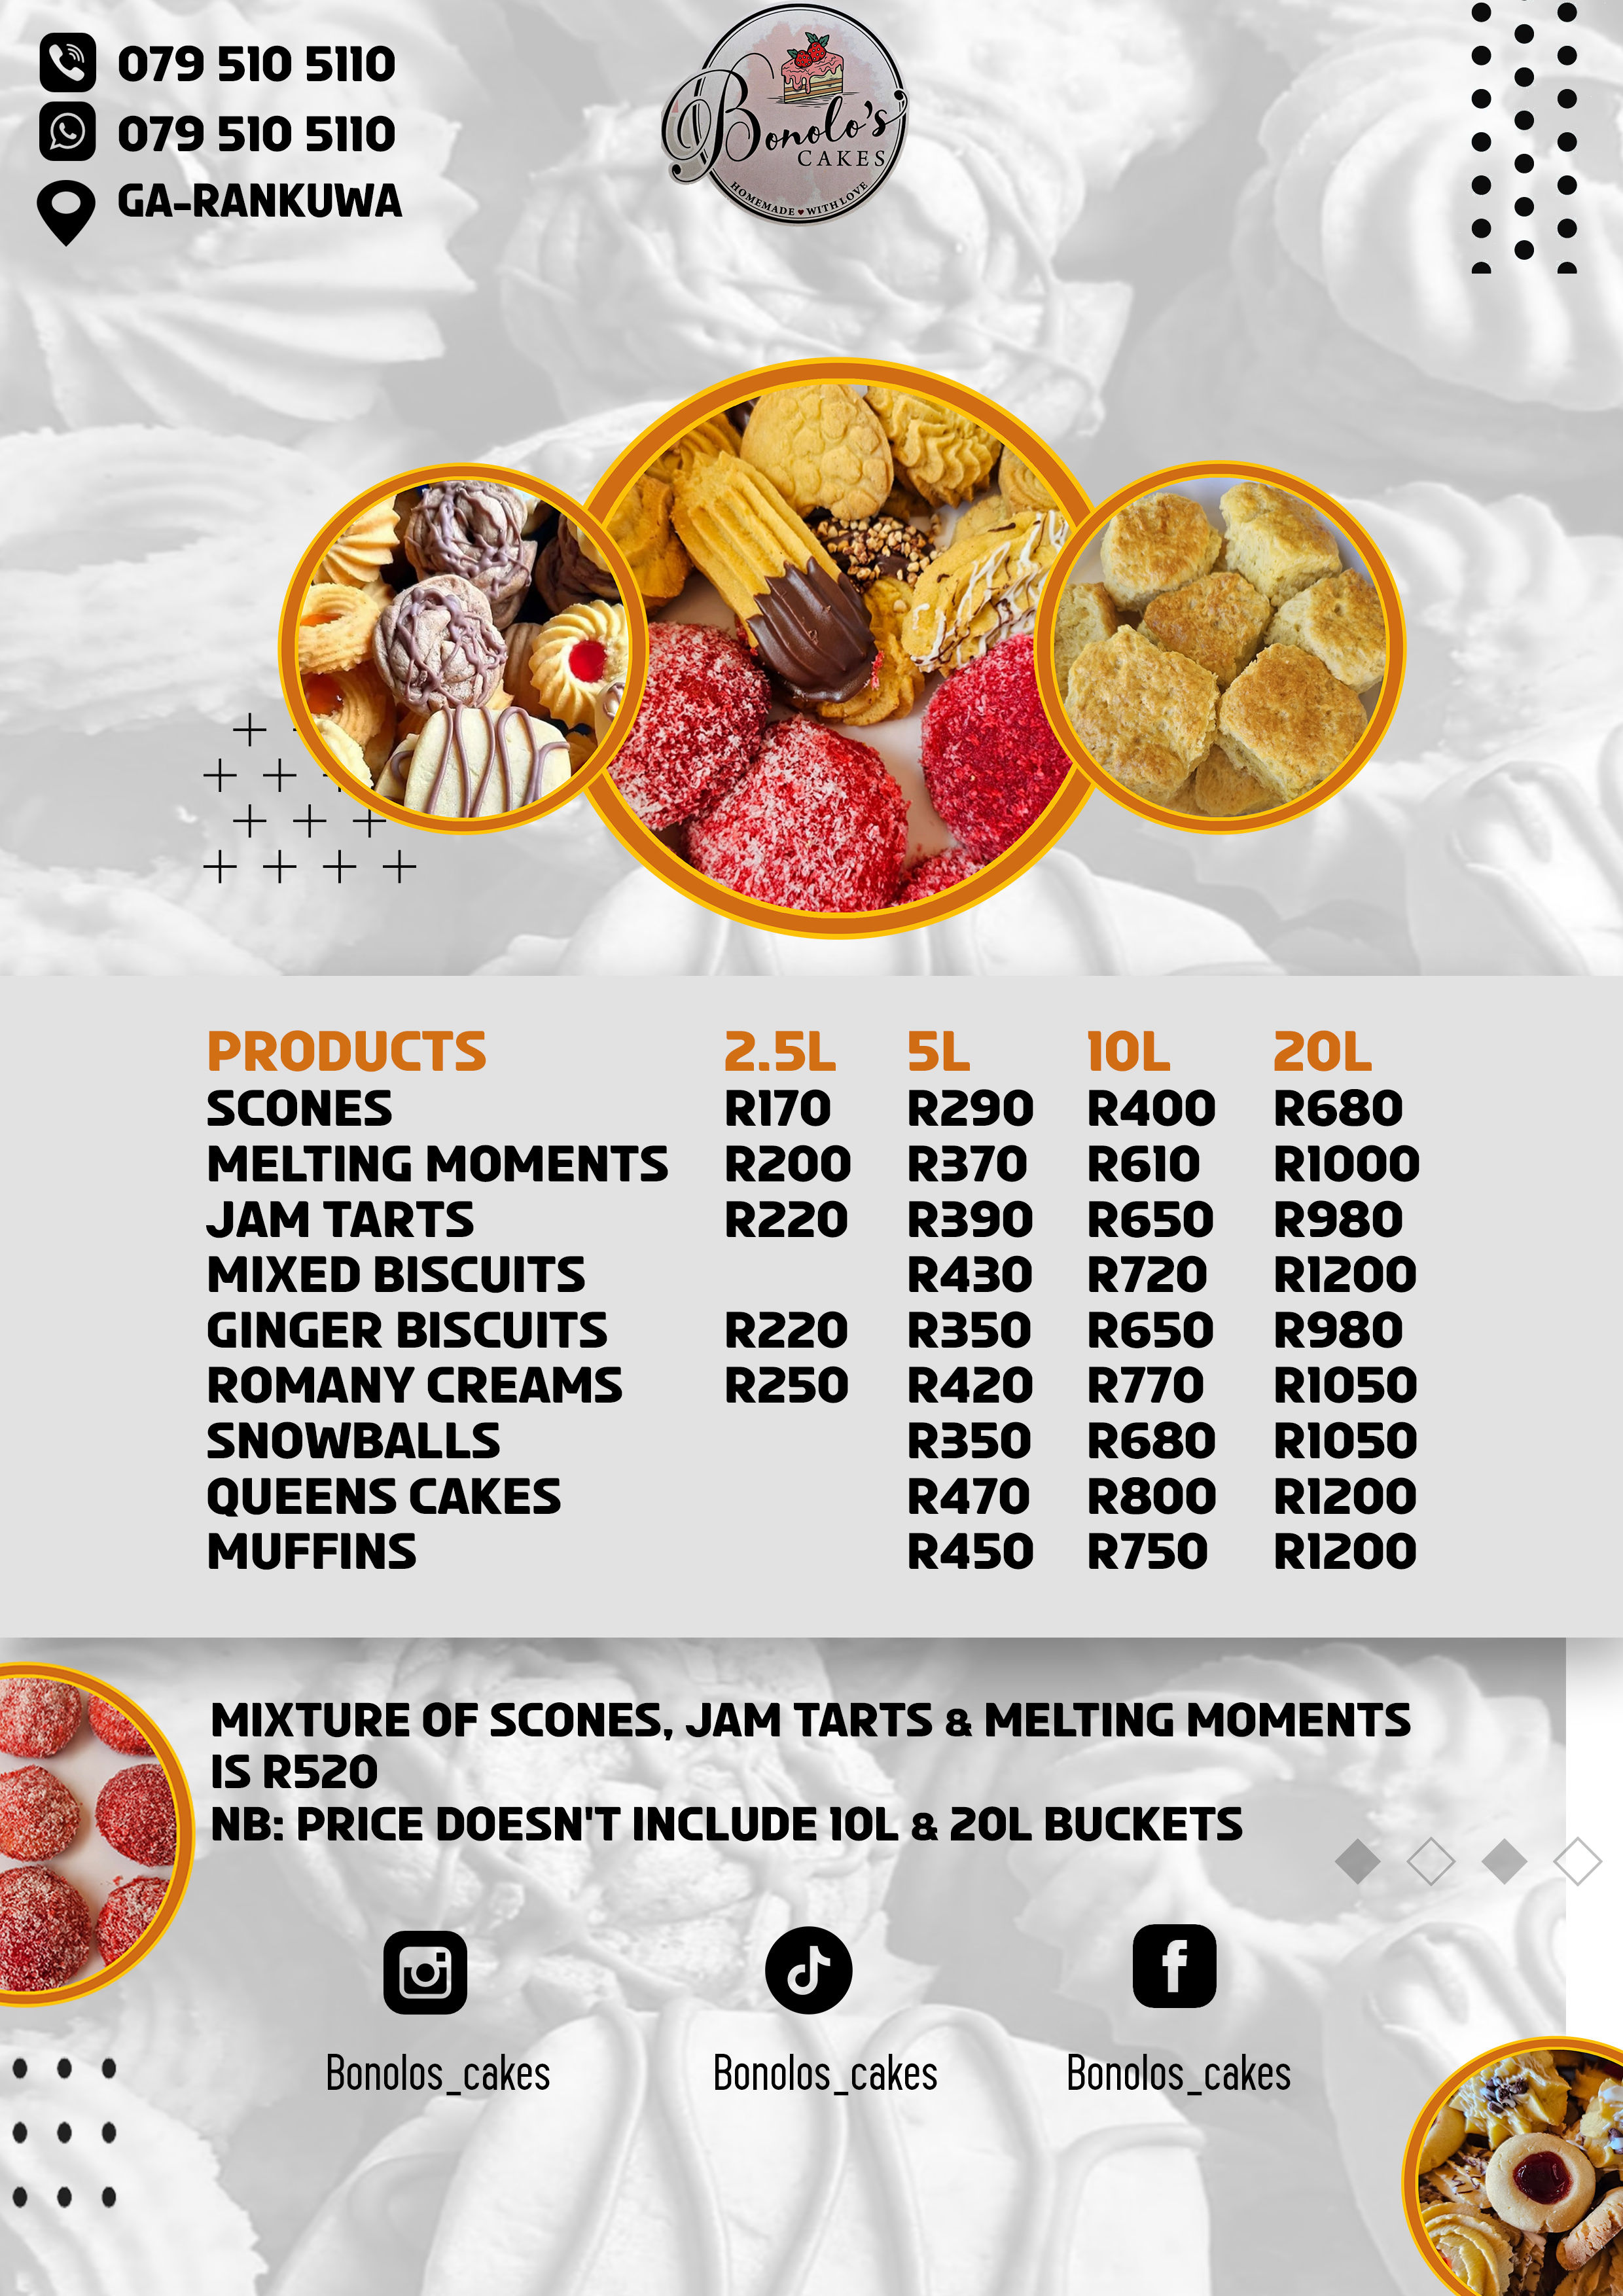 079 510 5110
079 510 5110
GA-RANKUWA
Bonolo's
CAKES
HOMEMADE ♥ WITH LOVE
PRODUCTS 2.5L 5L 10L 20L
SCONES R170 R290 R400 R680
MELTING MOMENTS R200 R370 R610 R1000
JAM TARTS R220 R390 R650 R980
MIXED BISCUITS R430 R720 R1200
GINGER BISCUITS R220 R350 R650 R980
ROMANY CREAMS R250 R420 R770 R1050
SNOWBALLS R350 R680 R1050
QUEENS CAKES R470 R800 R1200
MUFFINS R450 R750 R1200
MIXTURE OF SCONES, JAM TARTS & MELTING MOMENTS
IS R520
NB: PRICE DOESN'T INCLUDE 10L & 20L BUCKETS
Bonolos_cakes Bonolos_cakes Bonolos_cakes